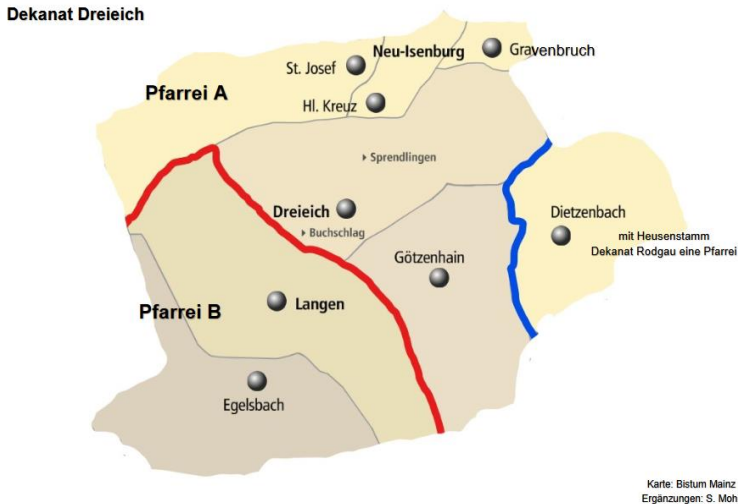 Dekanat Dreieich
Neu-Isenburg
Gravenbruch
St. Josef
Pfarrei A
Hl. Kreuz
Sprendlingen
Dreieich
Buchschlag
Dietzenbach
mit Heusenstamm
Dekanat Rodgau eine Pfarrei
Götzenhain
Pfarrei B
Langen
Egelsbach
Karte: Bistum Mainz
Ergänzungen: S. Moh